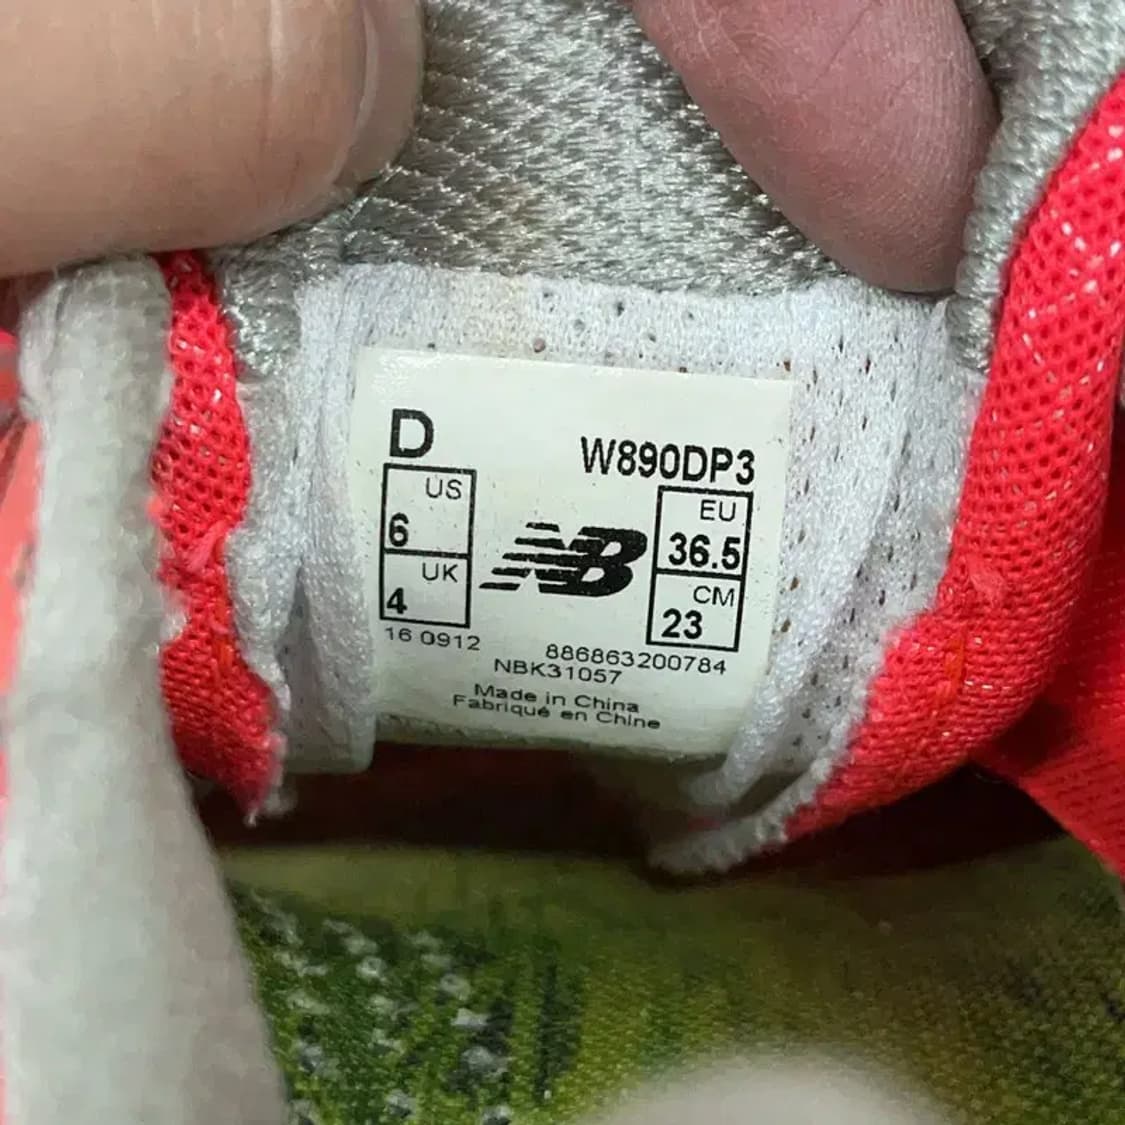 D
W890DP3
US
6
UK
4
NB
EU
36.5
CM
23
16 0912
886863200784
NBK31057
Made in China
Fabriqué en Chine